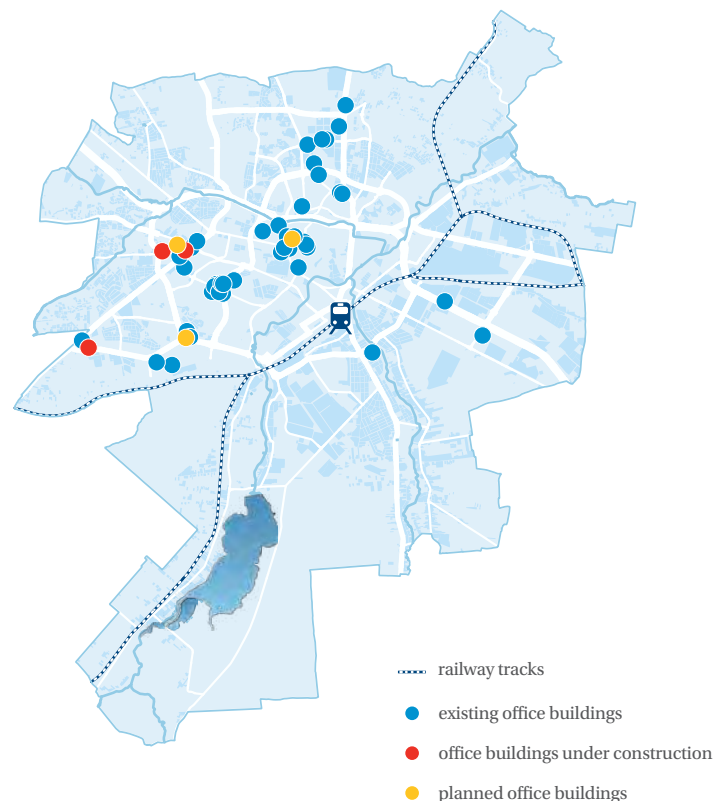 railway tracks
existing office buildings
office buildings under construction
planned office buildings